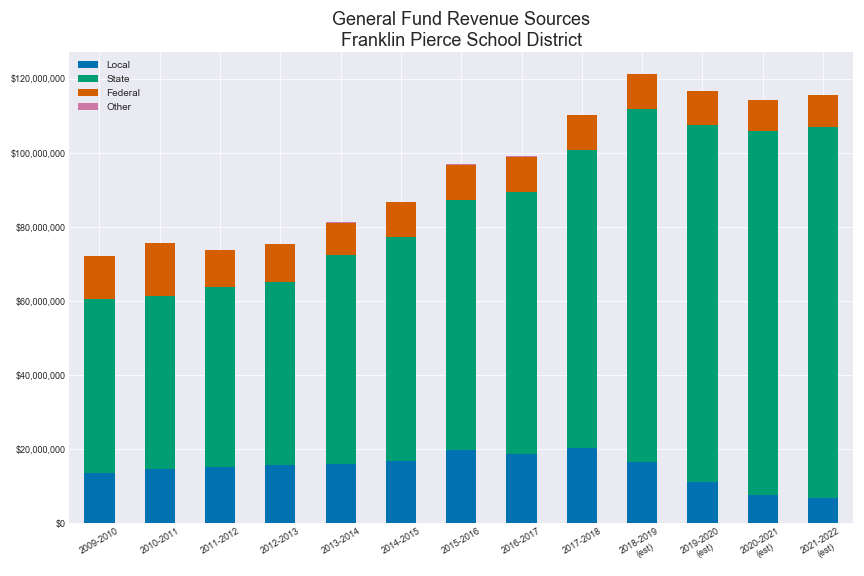 General Fund Revenue Sources
Franklin Pierce School District
Local
State
Federal
Other
$120,000,000
$100,000,000
$80,000,000
$60,000,000
$40,000,000
$20,000,000
$0
2009-2010
2010-2011
2011-2012
2012-2013
2013-2014
2014-2015
2015-2016
2016-2017
2017-2018
2018-2019
(est)
2019-2020
(est)
2020-2021
(est)
2021-2022
(est)